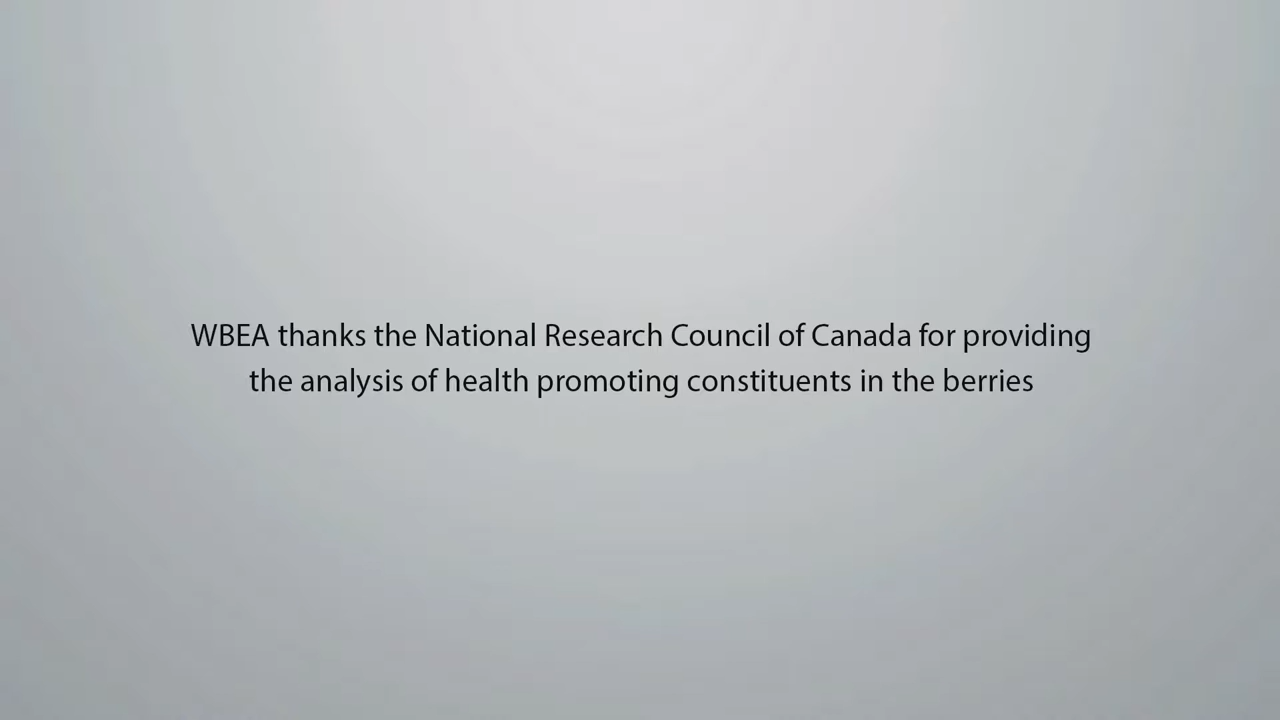 WBEA thanks the National Research Council of Canada for providing
the analysis of health promoting constituents in the berries